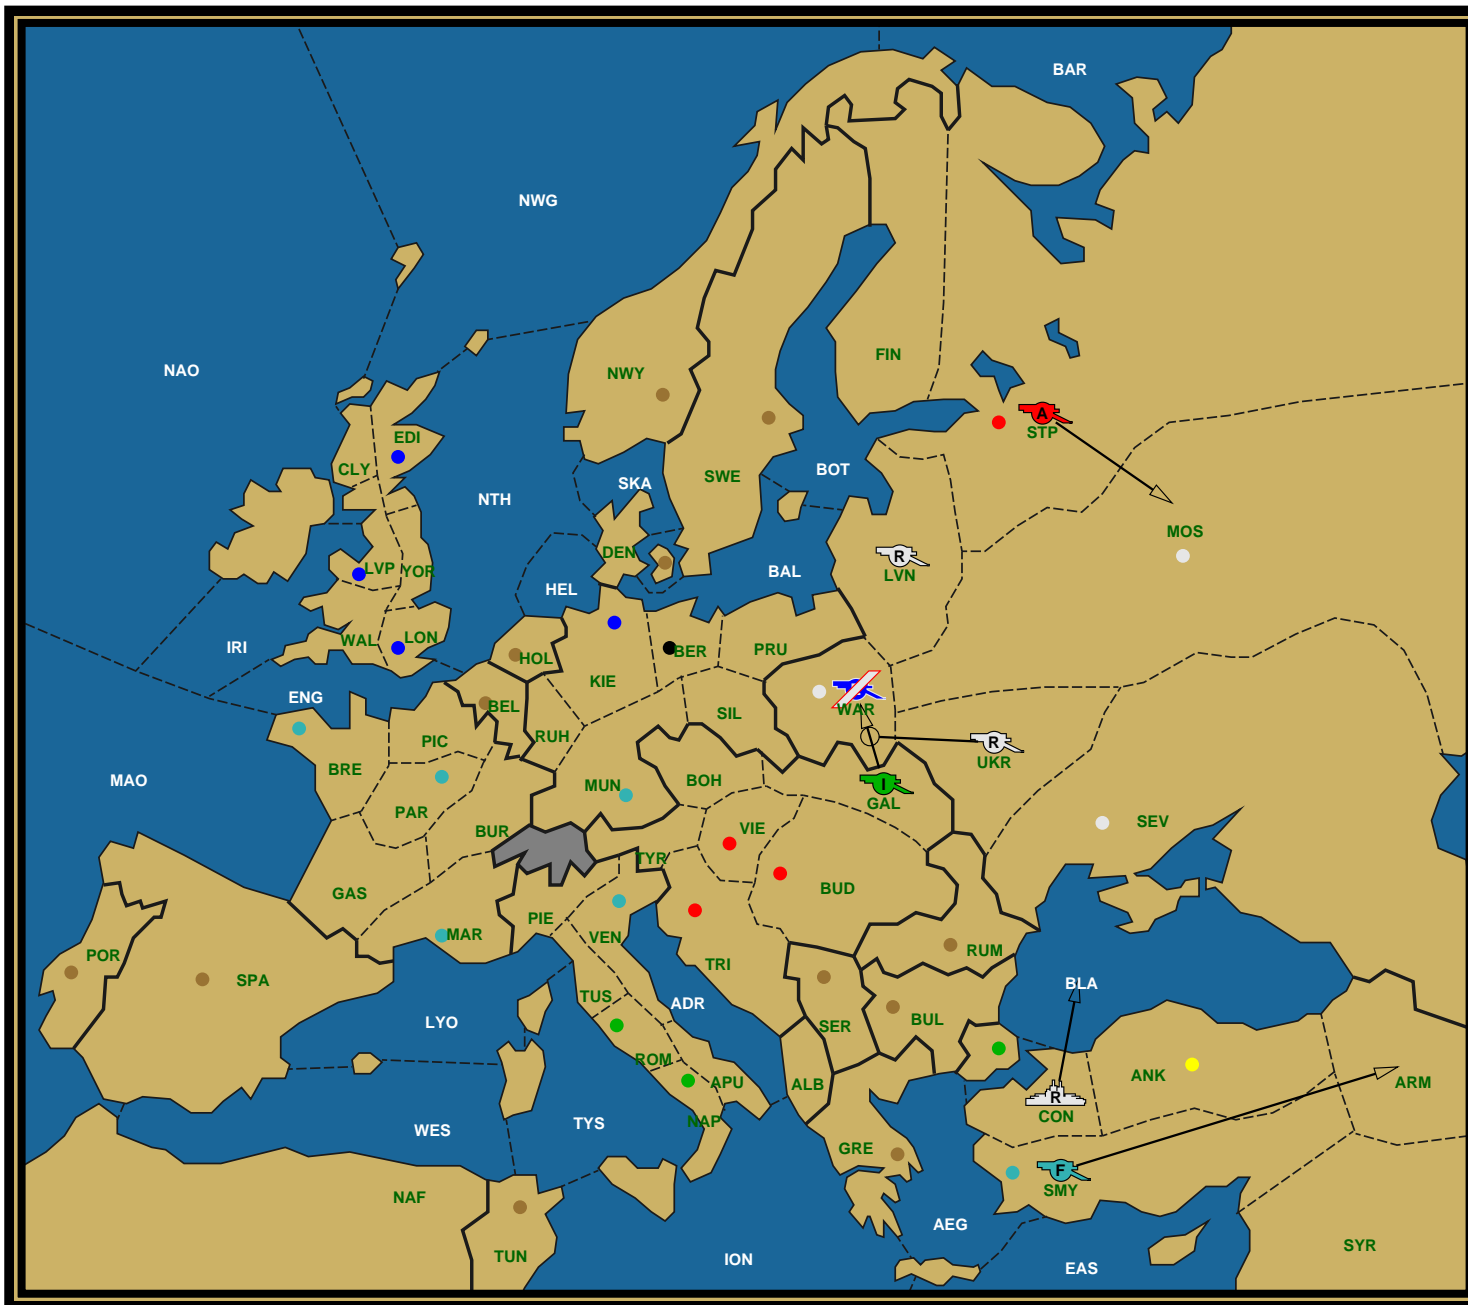 BAR
NWG
NAO
FIN
NWY
A
STP
EDI
CLY
SWE
BOT
SKA
NTH
MOS
DEN
R
LVN
LVP
YOR
BAL
HEL
IRI
WAL
LON
HOL
BER
PRU
ENG
KIE
BEL
SIL
WAR
RUH
R
UKR
PIC
BRE
MAO
MUN
BOH
I
GAL
PAR
BUR
VIE
SEV
TYR
GAS
BUD
PIE
VEN
MAR
POR
SPA
TRI
RUM
BLA
TUS
ADR
LYO
SER
BUL
ROM
APU
ALB
ANK
ARM
R
CON
NAP
WES
TYS
GRE
F
SMY
NAF
AEG
TUN
ION
EAS
SYR